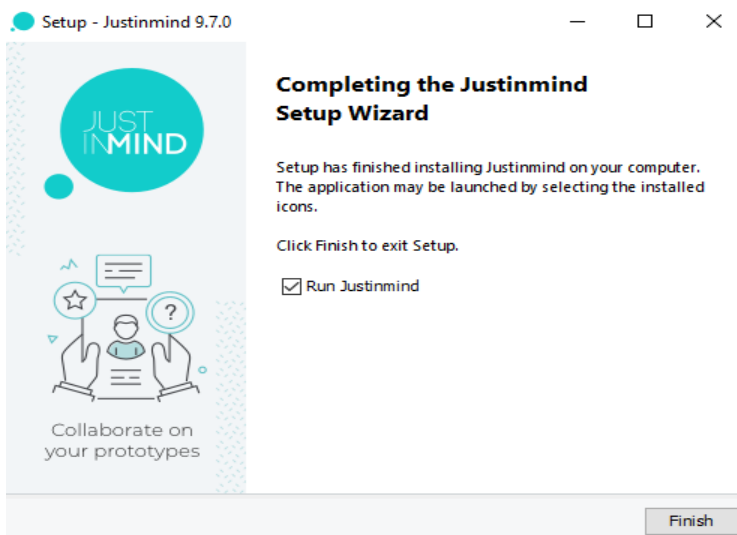 Setup - Justinmind 9.7.0
JUST
INMIND
Completing the Justinmind
Setup Wizard
Setup has finished installing Justinmind on your computer.
The application may be launched by selecting the installed
icons.
Click Finish to exit Setup.
Run Justinmind
?
Collaborate on
your prototypes
Finish